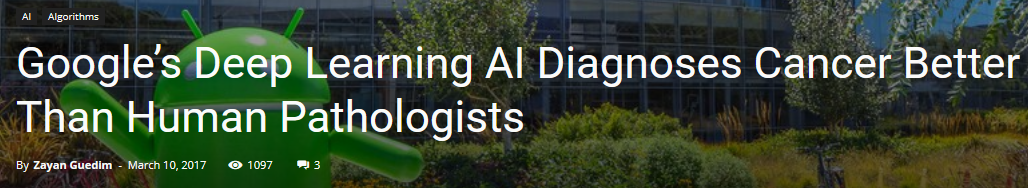 AI Algorithms
Google's Deep Learning AI Diagnoses Cancer Better
Than Human Pathologists
By Zayan Guedim - March 10, 2017 1097 3